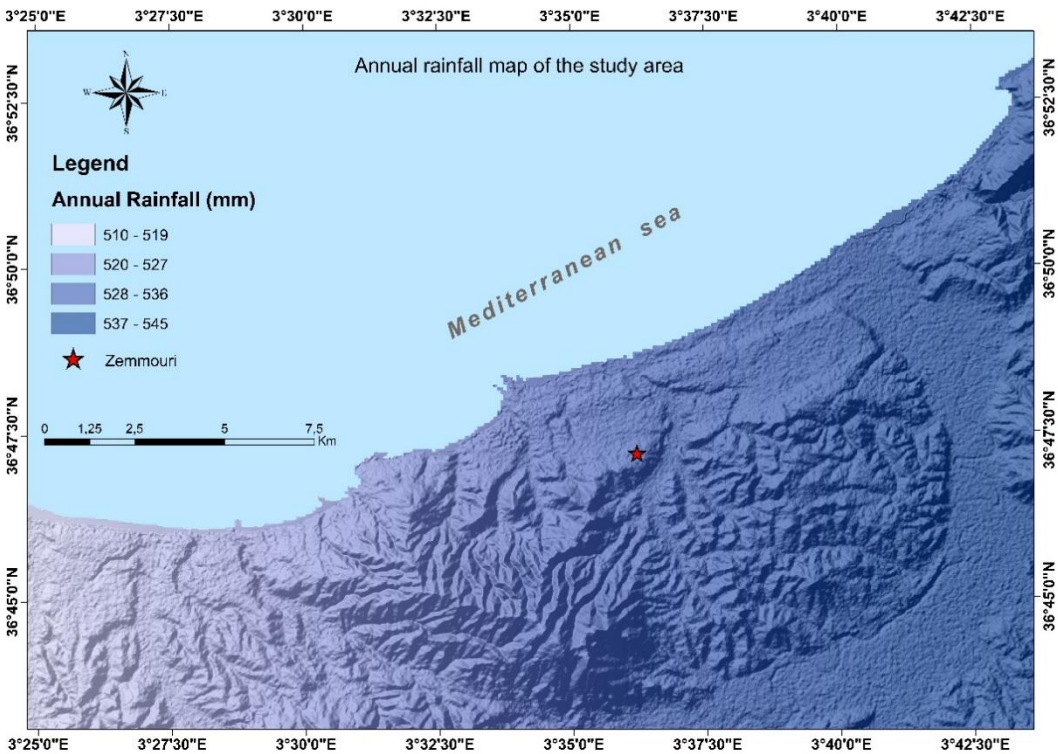 3°25'0"E 3°27'30"E 3°30'0"E 3°32'30"E 3°35'0"E 3°37'30"E 3°40'0"E 3°42'30"E
Annual rainfall map of the study area
N
W E
S
36°52'30"N
36°52'30"N
Legend
Annual Rainfall (mm)
510 - 519
520 - 527
528 - 536
537 - 545
Zemmouri
Mediterranean sea
36°50'0"N
36°50'0"N
0 1,25 2,5 5 7,5
Km
36°47'30"N
36°47'30"N
36°45'0"N
36°45'0"N
3°25'0"E 3°27'30"E 3°30'0"E 3°32'30"E 3°35'0"E 3°37'30"E 3°40'0"E 3°42'30"E